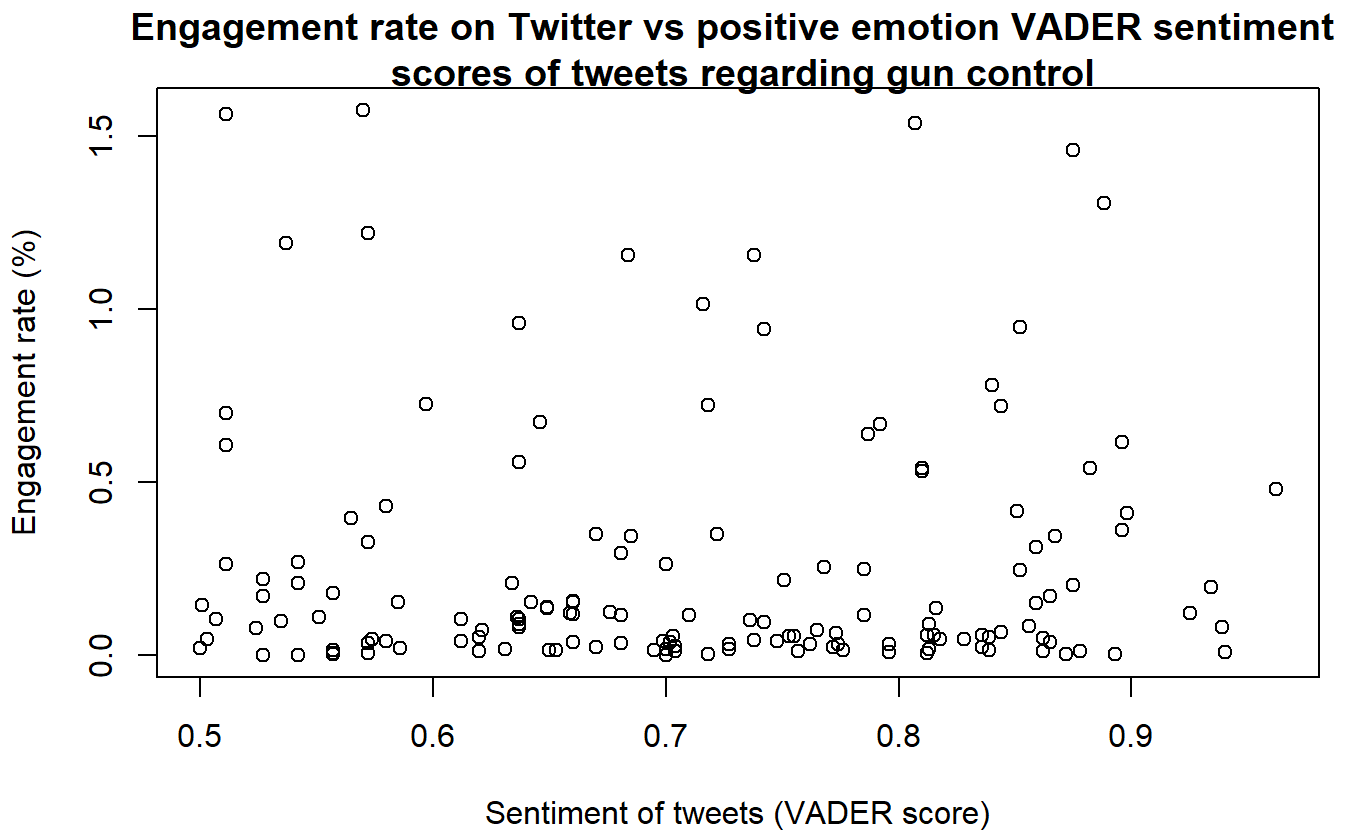 Engagement rate on Twitter vs positive emotion VADER sentiment
scores of tweets regarding gun control
Engagement rate (%)
1.5
1.0
0.5
0.0
0.5 0.6 0.7 0.8 0.9
Sentiment of tweets (VADER score)